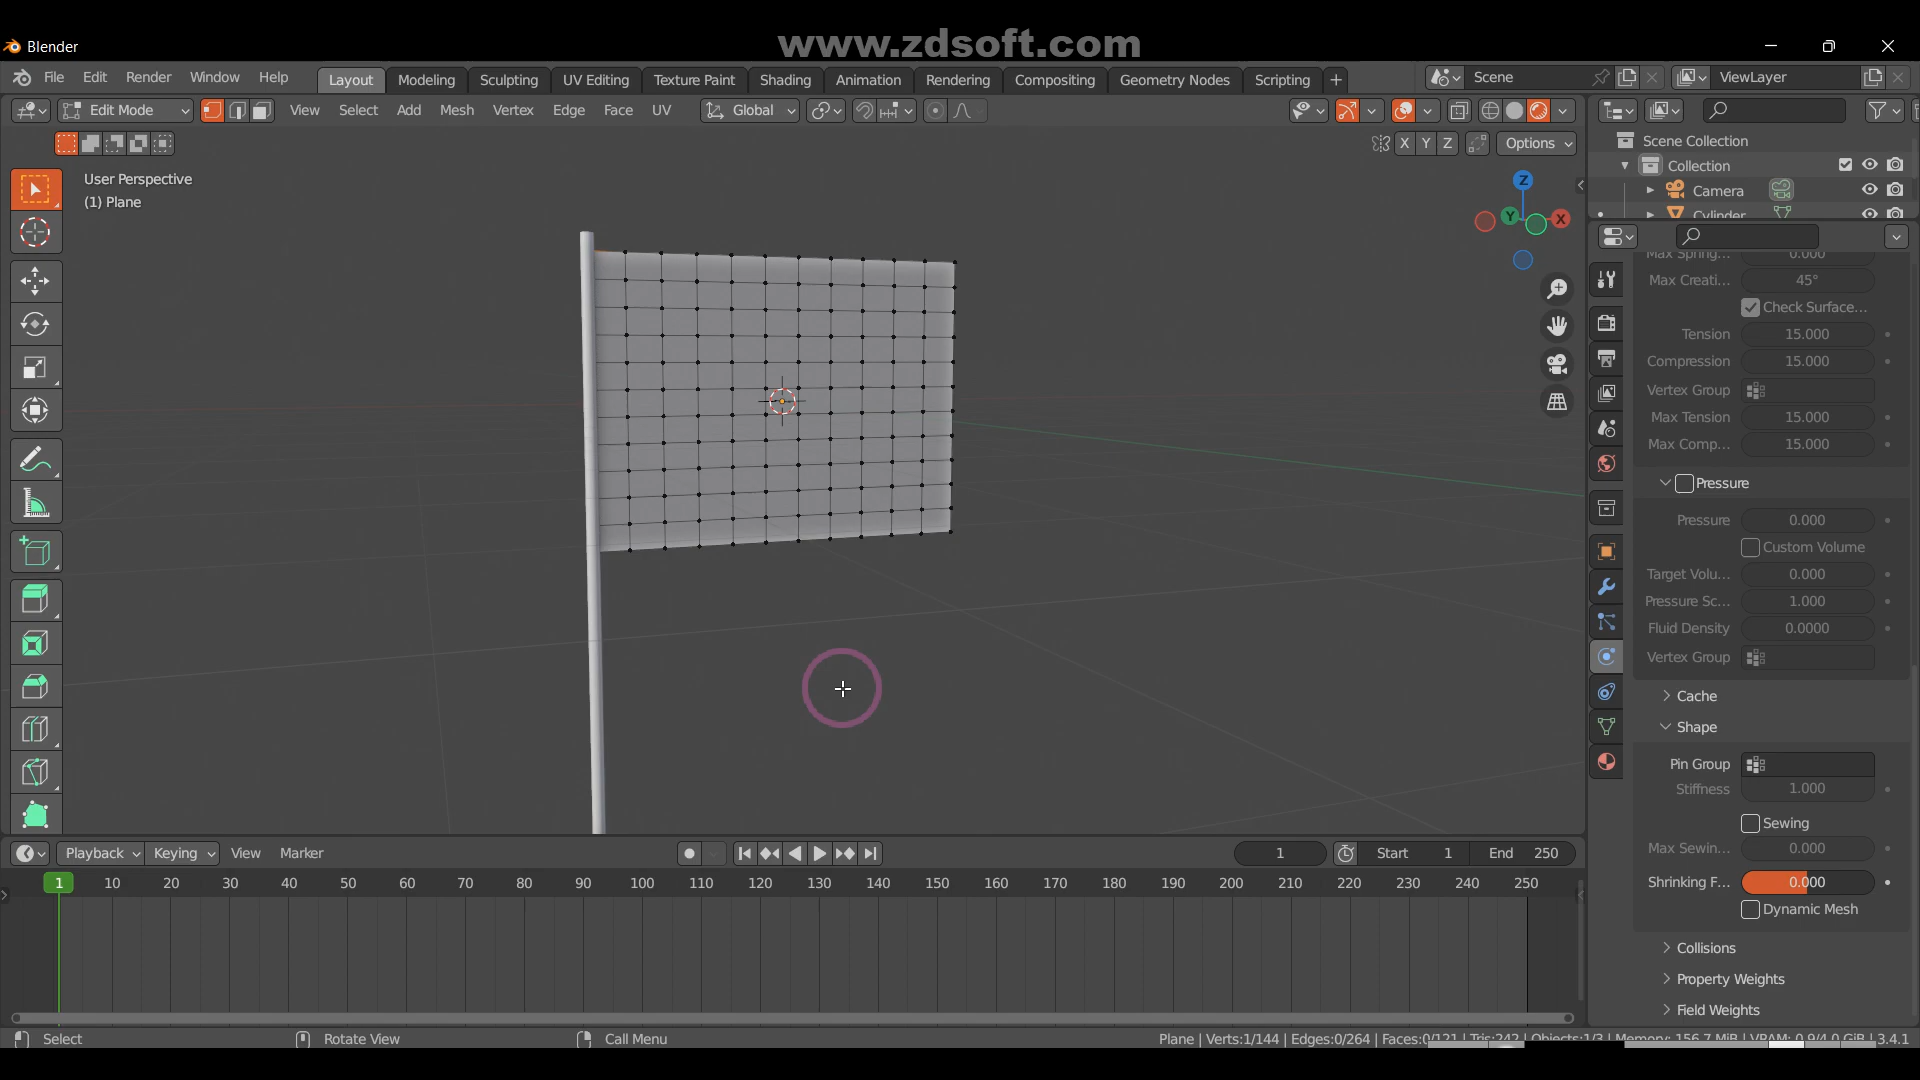 www.zdsoft.com
Blender
File Edit Render Window Help Layout Modeling Sculpting UV Editing Texture Paint Shading Animation Rendering Compositing Geometry Nodes Scripting + Scene ViewLayer
Edit Mode View Select Add Mesh Vertex Edge Face UV Global
X Y Z Options
Scene Collection
Collection
Camera
Cylinder
User Perspective
(1) Plane
Z
Y X
Max Spring... 0.000
Max Creati... 45°
Check Surface...
Tension 15.000
Compression 15.000
Vertex Group
Max Tension 15.000
Max Comp... 15.000
Pressure
Pressure 0.000
Custom Volume
Target Volu... 0.000
Pressure Sc... 1.000
Fluid Density 0.0000
Vertex Group
Cache
Shape
Pin Group
Stiffness 1.000
Sewing
Max Sewin... 0.000
Shrinking F... 0.000
Dynamic Mesh
Collisions
Property Weights
Field Weights
Playback Keying View Marker 1 Start 1 End 250
1 10 20 30 40 50 60 70 80 90 100 110 120 130 140 150 160 170 180 190 200 210 220 230 240 250
Select Rotate View Call Menu Plane | Verts:1/144 | Edges:0/264 | Faces:0/121 | Tris:242 | Objects:1/3 | Memory: 156.7 MiB | VRAM: 0.9/4.0 GiB | 3.4.1